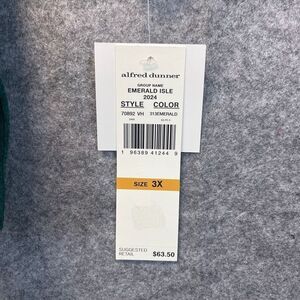 alfred dunner
GROUP NAME
EMERALD ISLE
2024
STYLE COLOR
70892 VH 313EMERALD
1 96389 41244 9
SIZE 3X
SUGGESTED
RETAIL $63.50